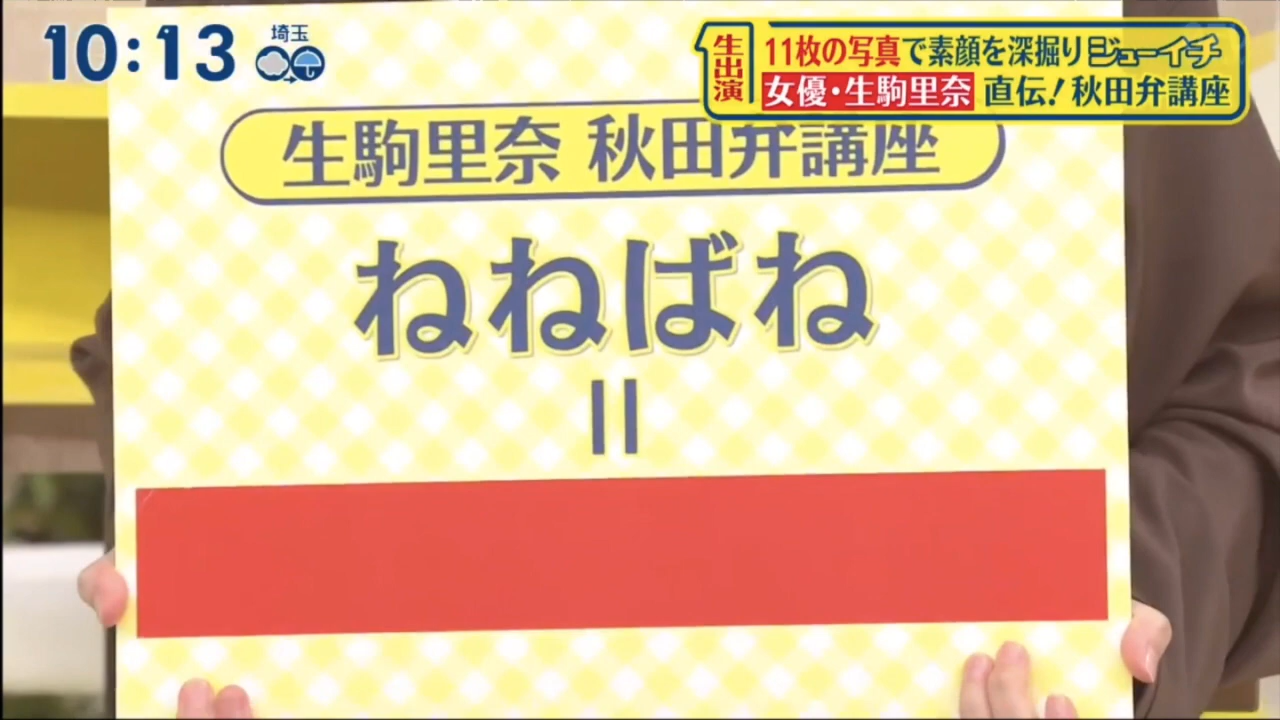 10:13
埼玉
生出演
11枚の写真で素顔を深掘りジューイチ
女優・生駒里奈 直伝!秋田弁講座
生駒里奈 秋田弁講座
ねねばね
=